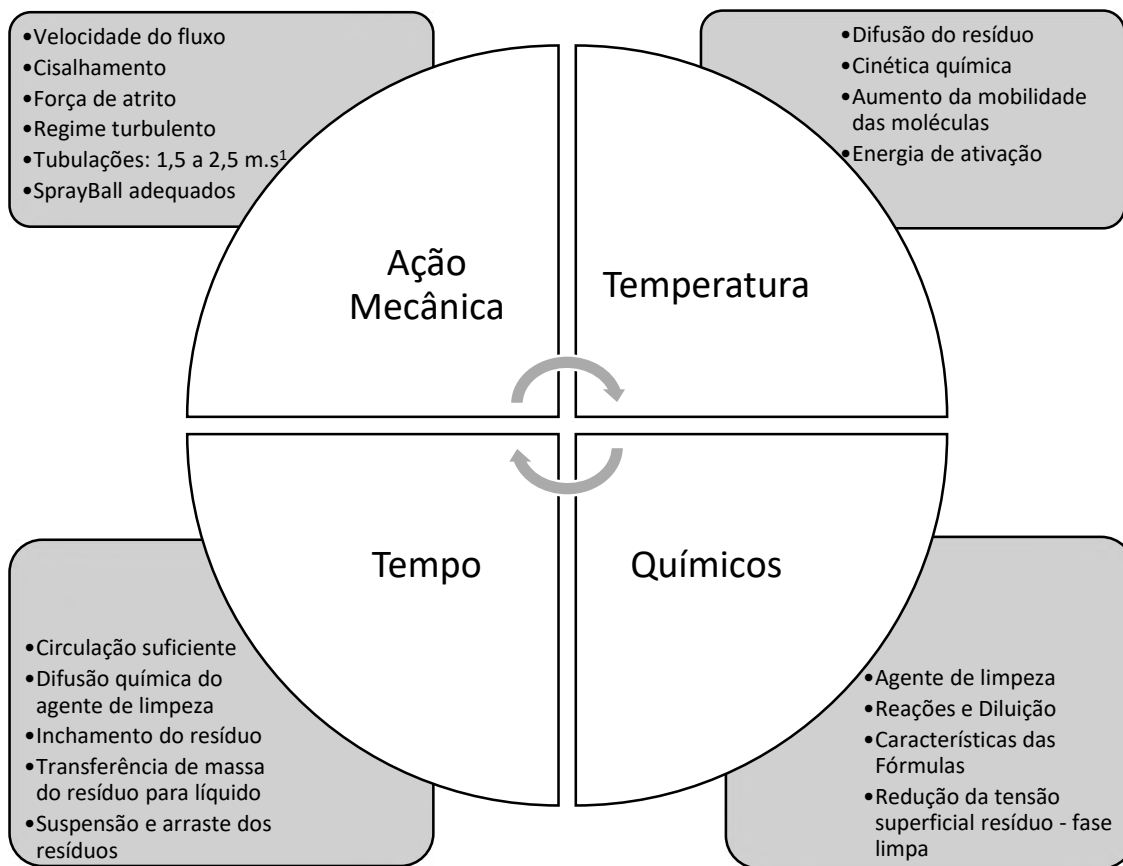 •Velocidade do fluxo
•Cisalhamento
•Força de atrito
•Regime turbulento
•Tubulações: 1,5 a 2,5 m.s¹
•SprayBall adequados
•Difusão do resíduo
•Cinética química
•Aumento da mobilidade
das moléculas
•Energia de ativação
Ação
Mecânica
Temperatura
Tempo
Químicos
•Circulação suficiente
•Difusão química do
agente de limpeza
•Inchamento do resíduo
•Transferência de massa
do resíduo para líquido
•Suspensão e arraste dos
resíduos
•Agente de limpeza
•Reações e Diluição
•Características das
Fórmulas
•Redução da tensão
superficial resíduo - fase
limpa